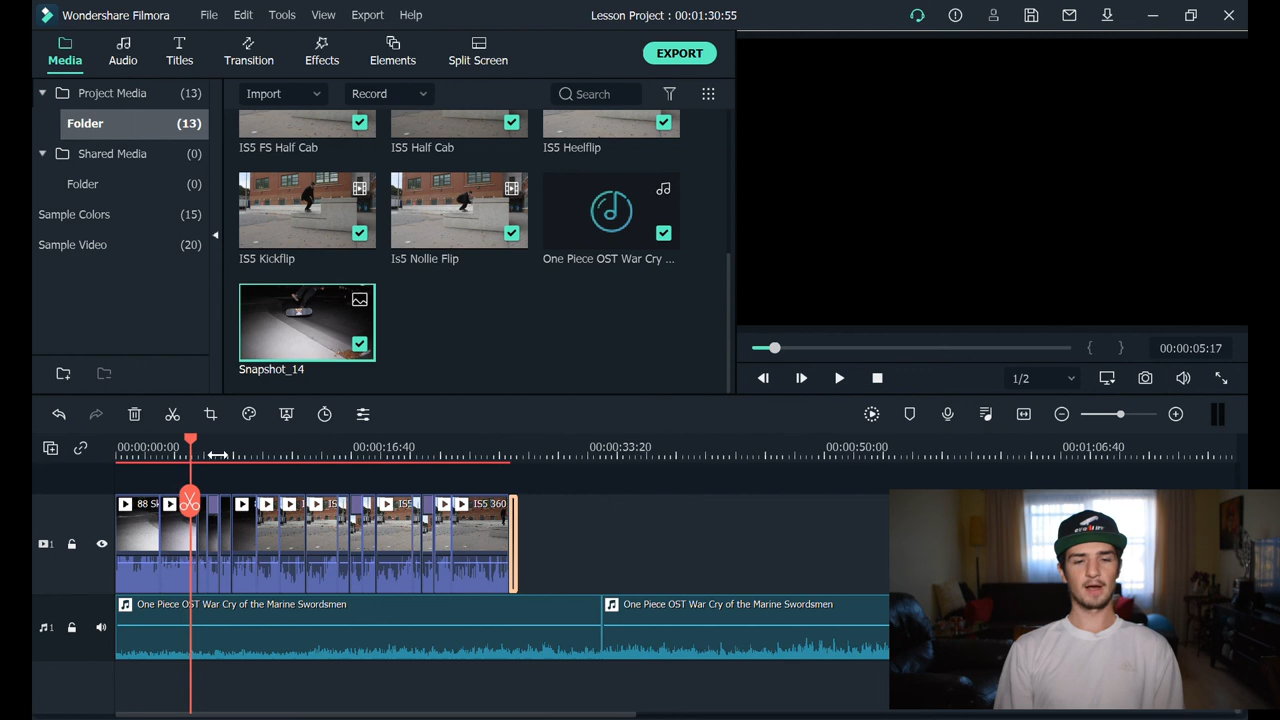 Wondershare Filmora
File Edit Tools View Export Help
Lesson Project : 00:01:30:55
Media Audio Titles Transition Effects Elements Split Screen
EXPORT
Project Media (13)
Folder (13)
Shared Media (0)
Folder (0)
Sample Colors (15)
Sample Video (20)
Import Record Search
IS5 FS Half Cab
IS5 Half Cab
IS5 Heelflip
IS5 Kickflip
Is5 Nollie Flip
One Piece OST War Cry ...
Snapshot_14
00:00:05:17
1/2
00:00:00:00 00:00:16:40 00:00:33:20 00:00:50:00 00:01:06:40
88 IS5 IS5 360
1
One Piece OST War Cry of the Marine Swordsmen
One Piece OST War Cry of the Marine Swordsmen
1